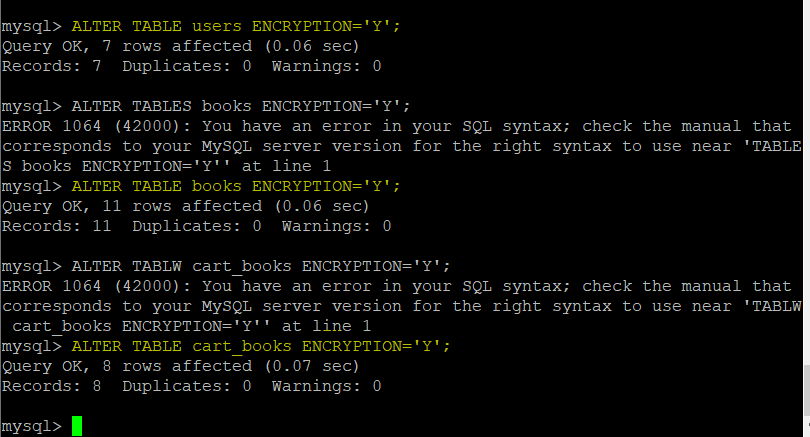 mysql> ALTER TABLE users ENCRYPTION='Y';
Query OK, 7 rows affected (0.06 sec)
Records: 7  Duplicates: 0  Warnings: 0
mysql> ALTER TABLES books ENCRYPTION='Y';
ERROR 1064 (42000): You have an error in your SQL syntax; check the manual that
corresponds to your MySQL server version for the right syntax to use near 'TABLE
S books ENCRYPTION='Y'' at line 1
mysql> ALTER TABLE books ENCRYPTION='Y';
Query OK, 11 rows affected (0.06 sec)
Records: 11  Duplicates: 0  Warnings: 0
mysql> ALTER TABLW cart_books ENCRYPTION='Y';
ERROR 1064 (42000): You have an error in your SQL syntax; check the manual that
corresponds to your MySQL server version for the right syntax to use near 'TABLW
 cart_books ENCRYPTION='Y'' at line 1
mysql> ALTER TABLE cart_books ENCRYPTION='Y';
Query OK, 8 rows affected (0.07 sec)
Records: 8  Duplicates: 0  Warnings: 0
mysql>